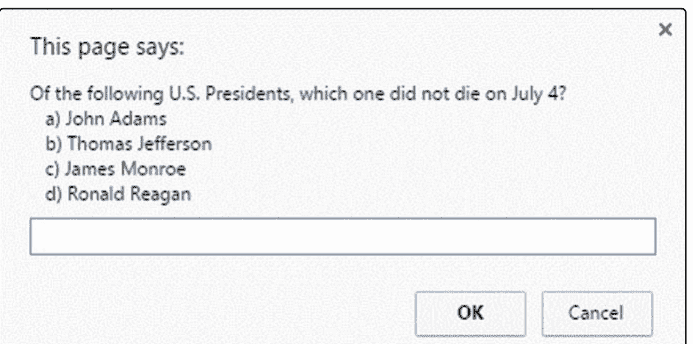 This page says:
Of the following U.S. Presidents, which one did not die on July 4?
a) John Adams
b) Thomas Jefferson
c) James Monroe
d) Ronald Reagan
OK Cancel